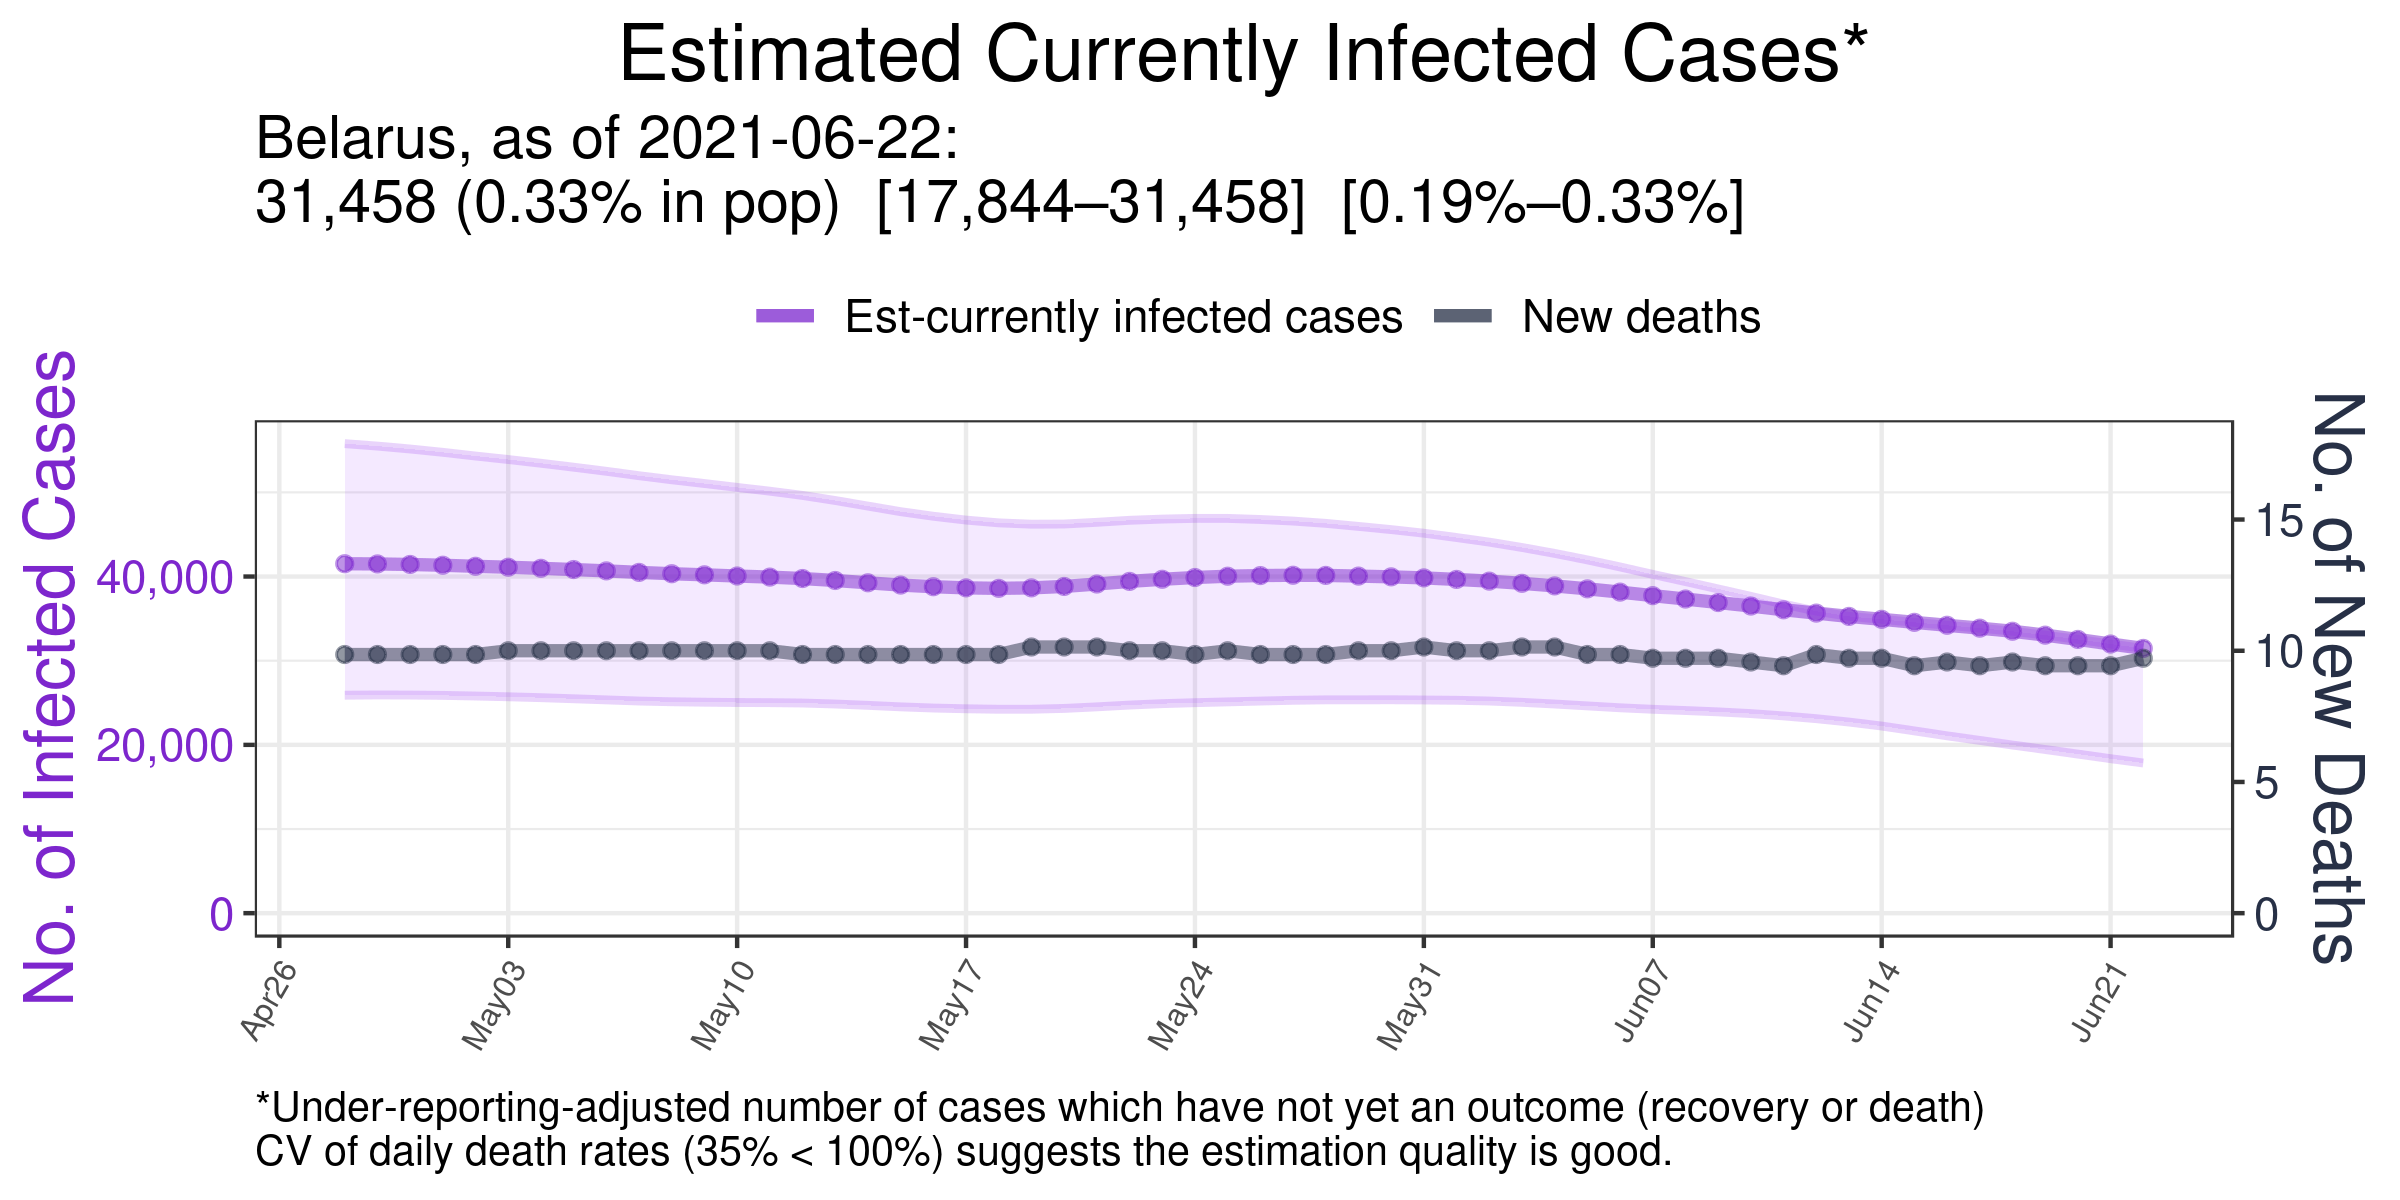 Estimated Currently Infected Cases*
Belarus, as of 2021-06-22:
31,458 (0.33% in pop)  [17,844–31,458]  [0.19%–0.33%]
Est-currently infected cases
New deaths
No. of Infected Cases
40,000
20,000
0
No. of New Deaths
15
10
5
0
Apr26
May03
May10
May17
May24
May31
Jun07
Jun14
Jun21
*Under-reporting-adjusted number of cases which have not yet an outcome (recovery or death)
CV of daily death rates (35% < 100%) suggests the estimation quality is good.